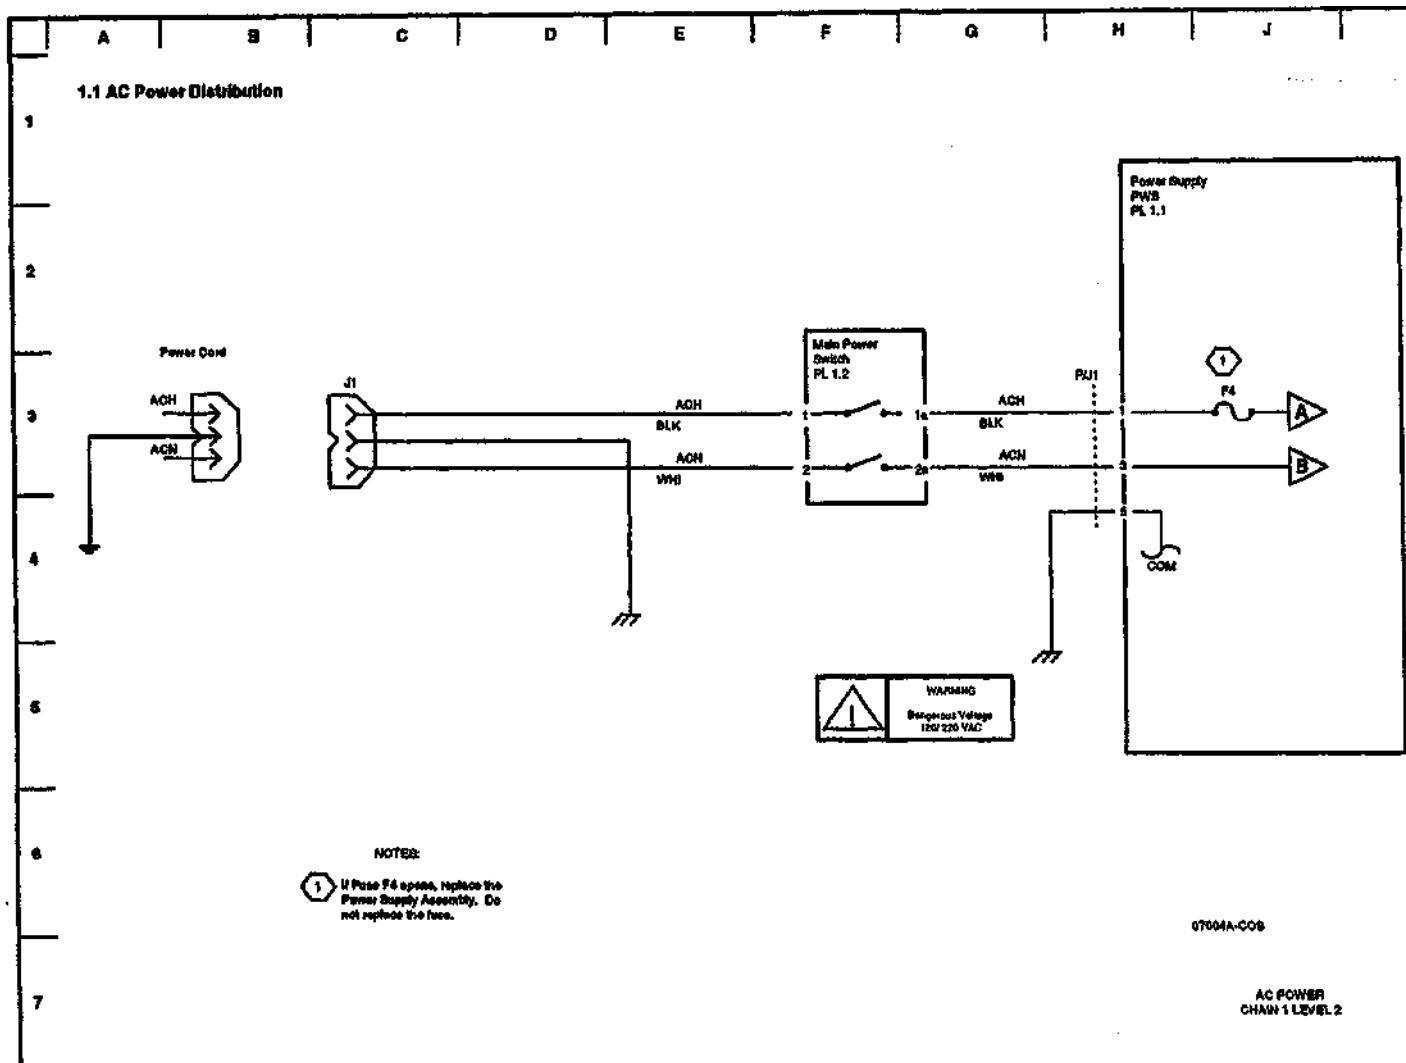 A B C D E F G H J
1.1 AC Power Distribution
1
Power Supply
PWB
PL 1.1
2
Power Cord
Main Power
Switch
PL 1.2
1
J1
P/J1
F4
3
ACH
ACH
ACH
1
1a
1
A
BLK
BLK
ACN
ACN
ACN
2
2a
3
B
WHI
WHI
5
4
COM
5
WARNING
Dangerous Voltage
120/220 VAC
6
NOTES:
1 If Fuse F4 opens, replace the
Power Supply Assembly. Do
not replace the fuse.
07004A-COS
7
AC POWER
CHAIN 1 LEVEL 2